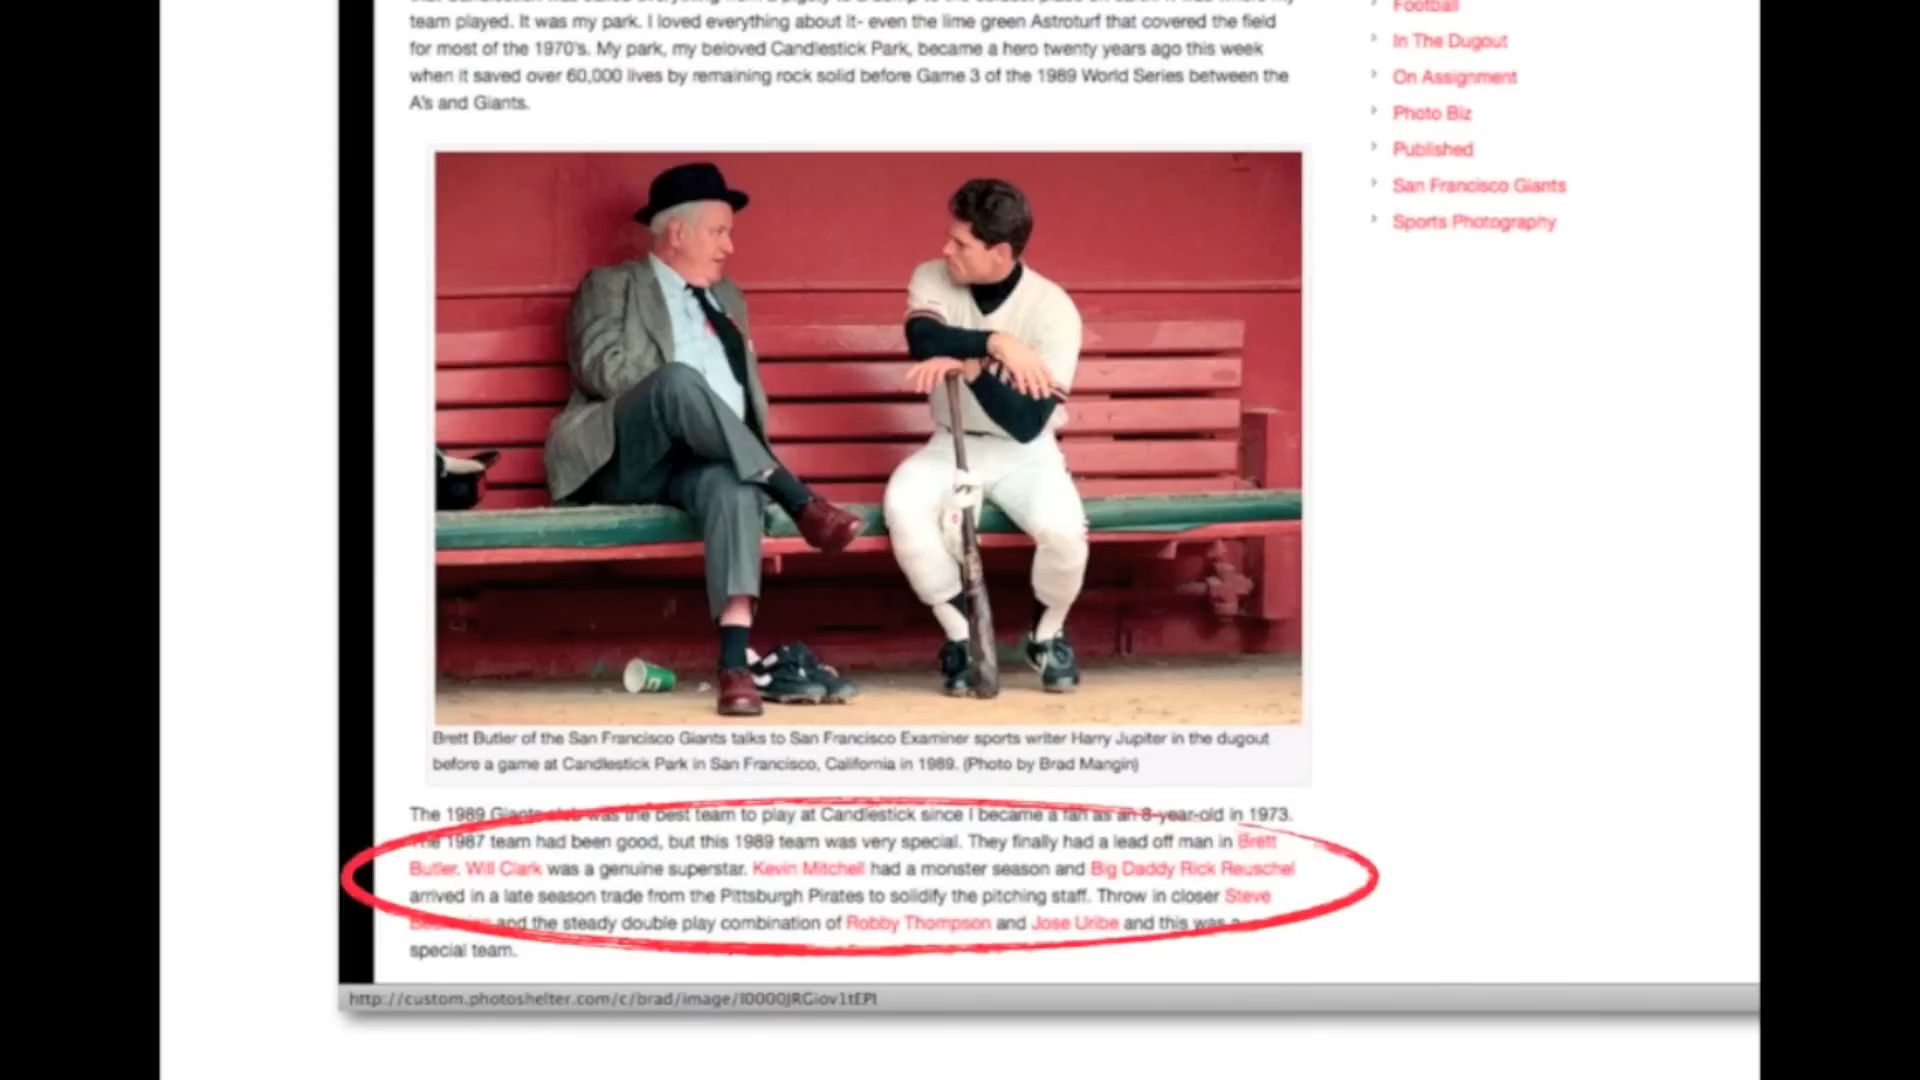 team played. It was my park. I loved everything about it- even the lime green Astroturf that covered the field
for most of the 1970's. My park, my beloved Candlestick Park, became a hero twenty years ago this week
when it saved over 60,000 lives by remaining rock solid before Game 3 of the 1989 World Series between the
A's and Giants.
Brett Butler of the San Francisco Giants talks to San Francisco Examiner sports writer Harry Jupiter in the dugout
before a game at Candlestick Park in San Francisco, California in 1989. (Photo by Brad Mangin)
The 1989 Giants club was the best team to play at Candlestick since I became a fan as an 8-year-old in 1973.
The 1987 team had been good, but this 1989 team was very special. They finally had a lead off man in Brett
Butler. Will Clark was a genuine superstar. Kevin Mitchell had a monster season and Big Daddy Rick Reuschel
arrived in a late season trade from the Pittsburgh Pirates to solidify the pitching staff. Throw in closer Steve
and the steady double play combination of Robby Thompson and Jose Uribe and this was a
special team.
Football
In The Dugout
On Assignment
Photo Biz
Published
San Francisco Giants
Sports Photography